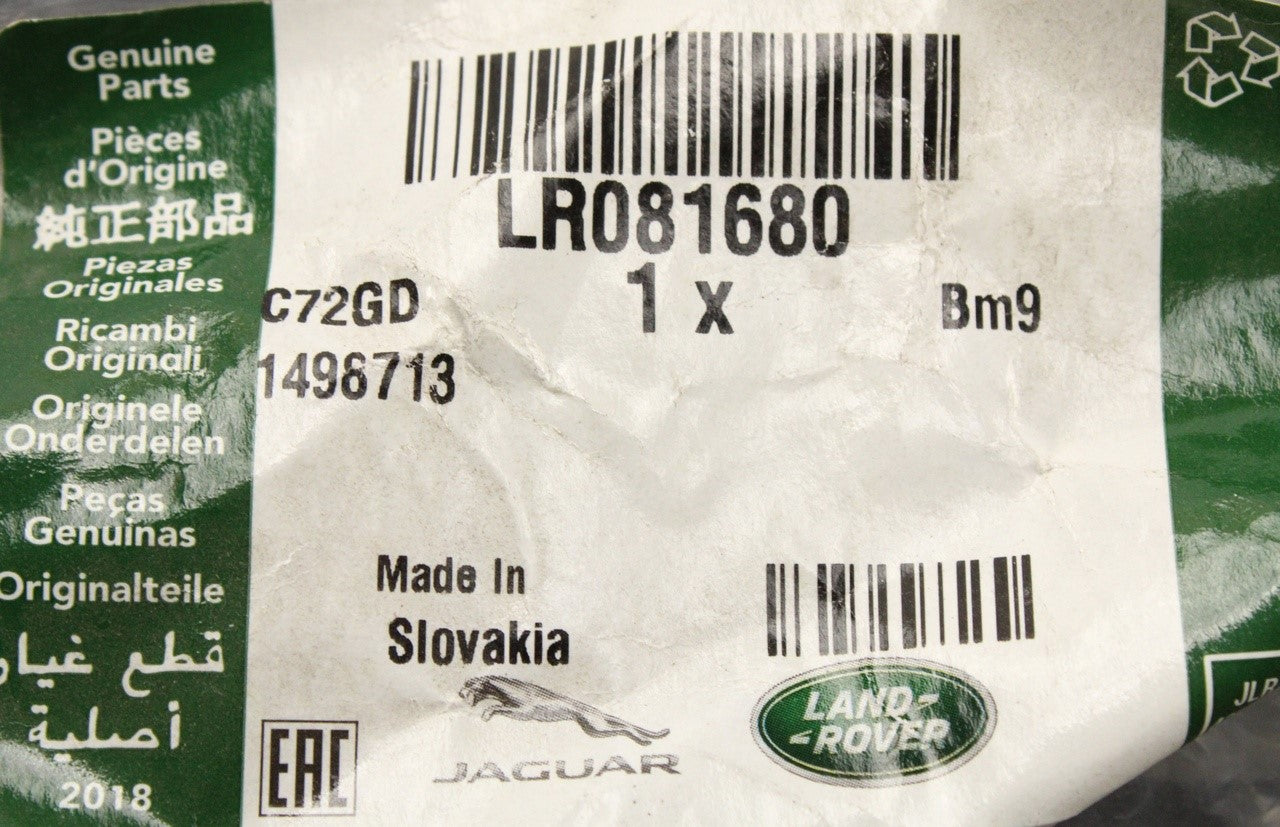 Genuine
Parts
Pièces
d'Origine
純正部品
Piezas
Originales
Ricambi
Originali
Originele
Onderdelen
Peças
Genuinas
Originalteile
قطع غيار
أصلية
2018
LR081680
1 x
C72GD
Bm9
1498713
Made In
Slovakia
EAC
JAGUAR
LAND-
-ROVER
JLR